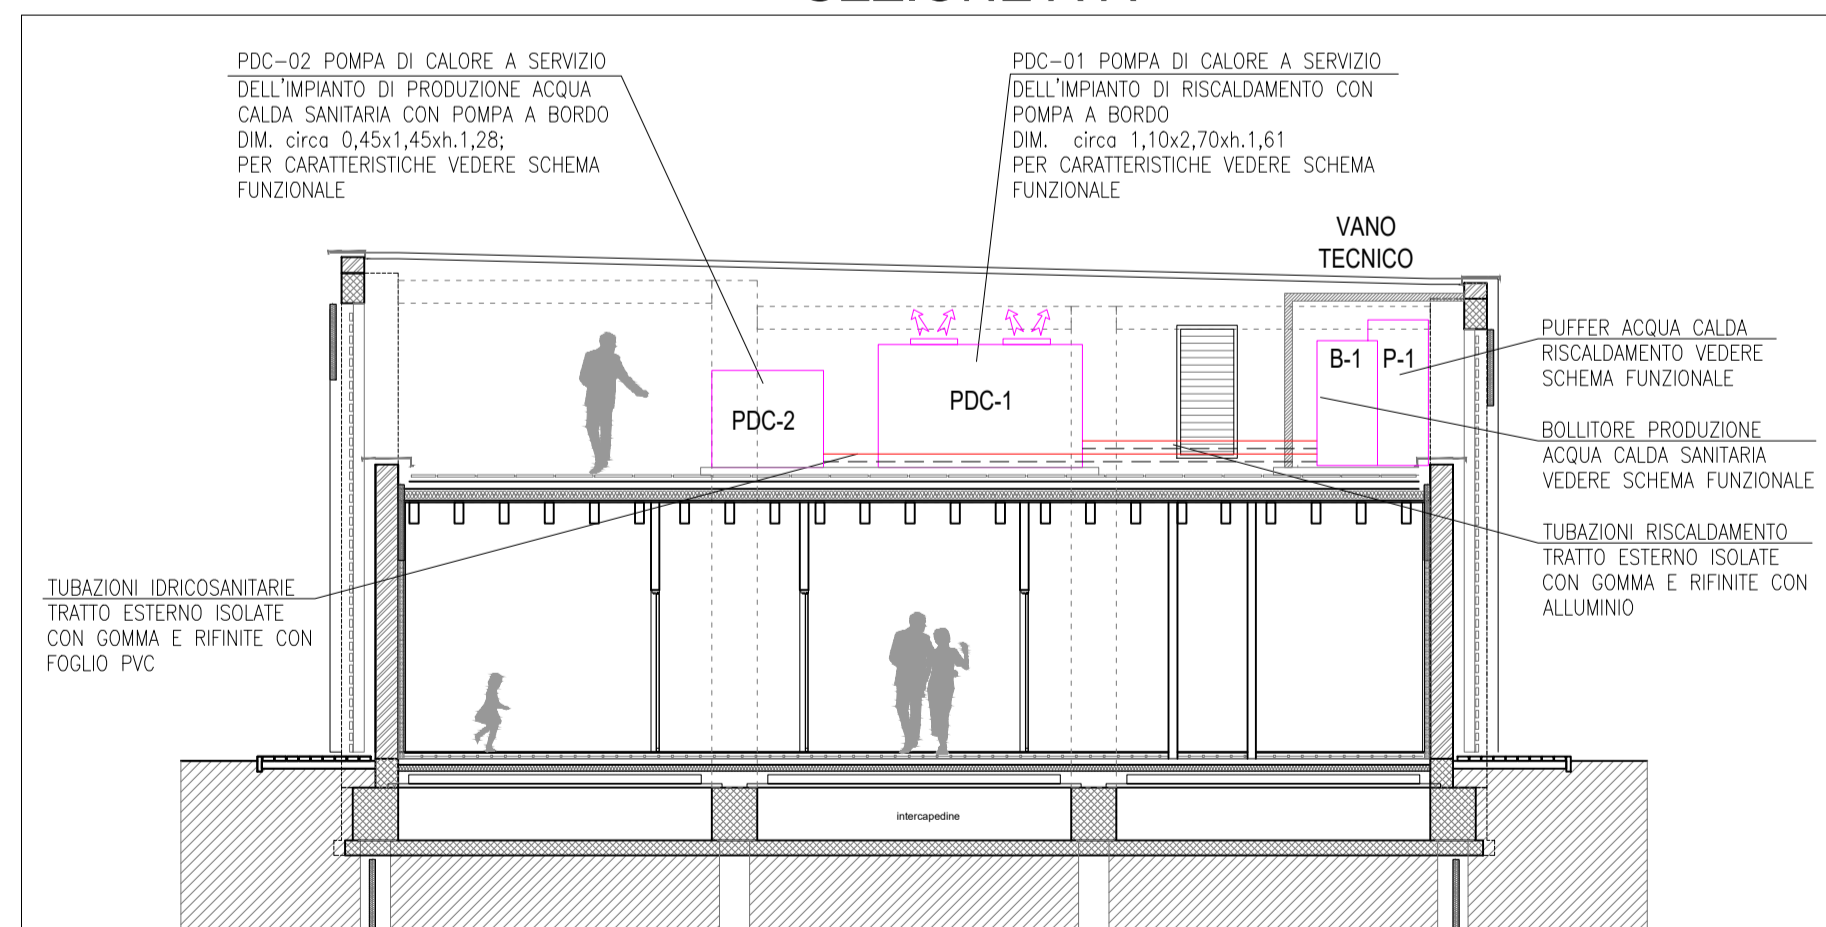 PDC-02 POMPA DI CALORE A SERVIZIO
DELL'IMPIANTO DI PRODUZIONE ACQUA
CALDA SANITARIA CON POMPA A BORDO
DIM. circa 0,45x1,45xh.1,28;
PER CARATTERISTICHE VEDERE SCHEMA
FUNZIONALE
PDC-01 POMPA DI CALORE A SERVIZIO
DELL'IMPIANTO DI RISCALDAMENTO CON
POMPA A BORDO
DIM. circa 1,10x2,70xh.1,61
PER CARATTERISTICHE VEDERE SCHEMA
FUNZIONALE
VANO
TECNICO
PUFFER ACQUA CALDA
RISCALDAMENTO VEDERE
SCHEMA FUNZIONALE
B-1
P-1
PDC-1
PDC-2
BOLLITORE PRODUZIONE
ACQUA CALDA SANITARIA
VEDERE SCHEMA FUNZIONALE
TUBAZIONI RISCALDAMENTO
TRATTO ESTERNO ISOLATE
CON GOMMA E RIFINITE CON
ALLUMINIO
TUBAZIONI IDRICOSANITARIE
TRATTO ESTERNO ISOLATE
CON GOMMA E RIFINITE CON
FOGLIO PVC
intercapedine